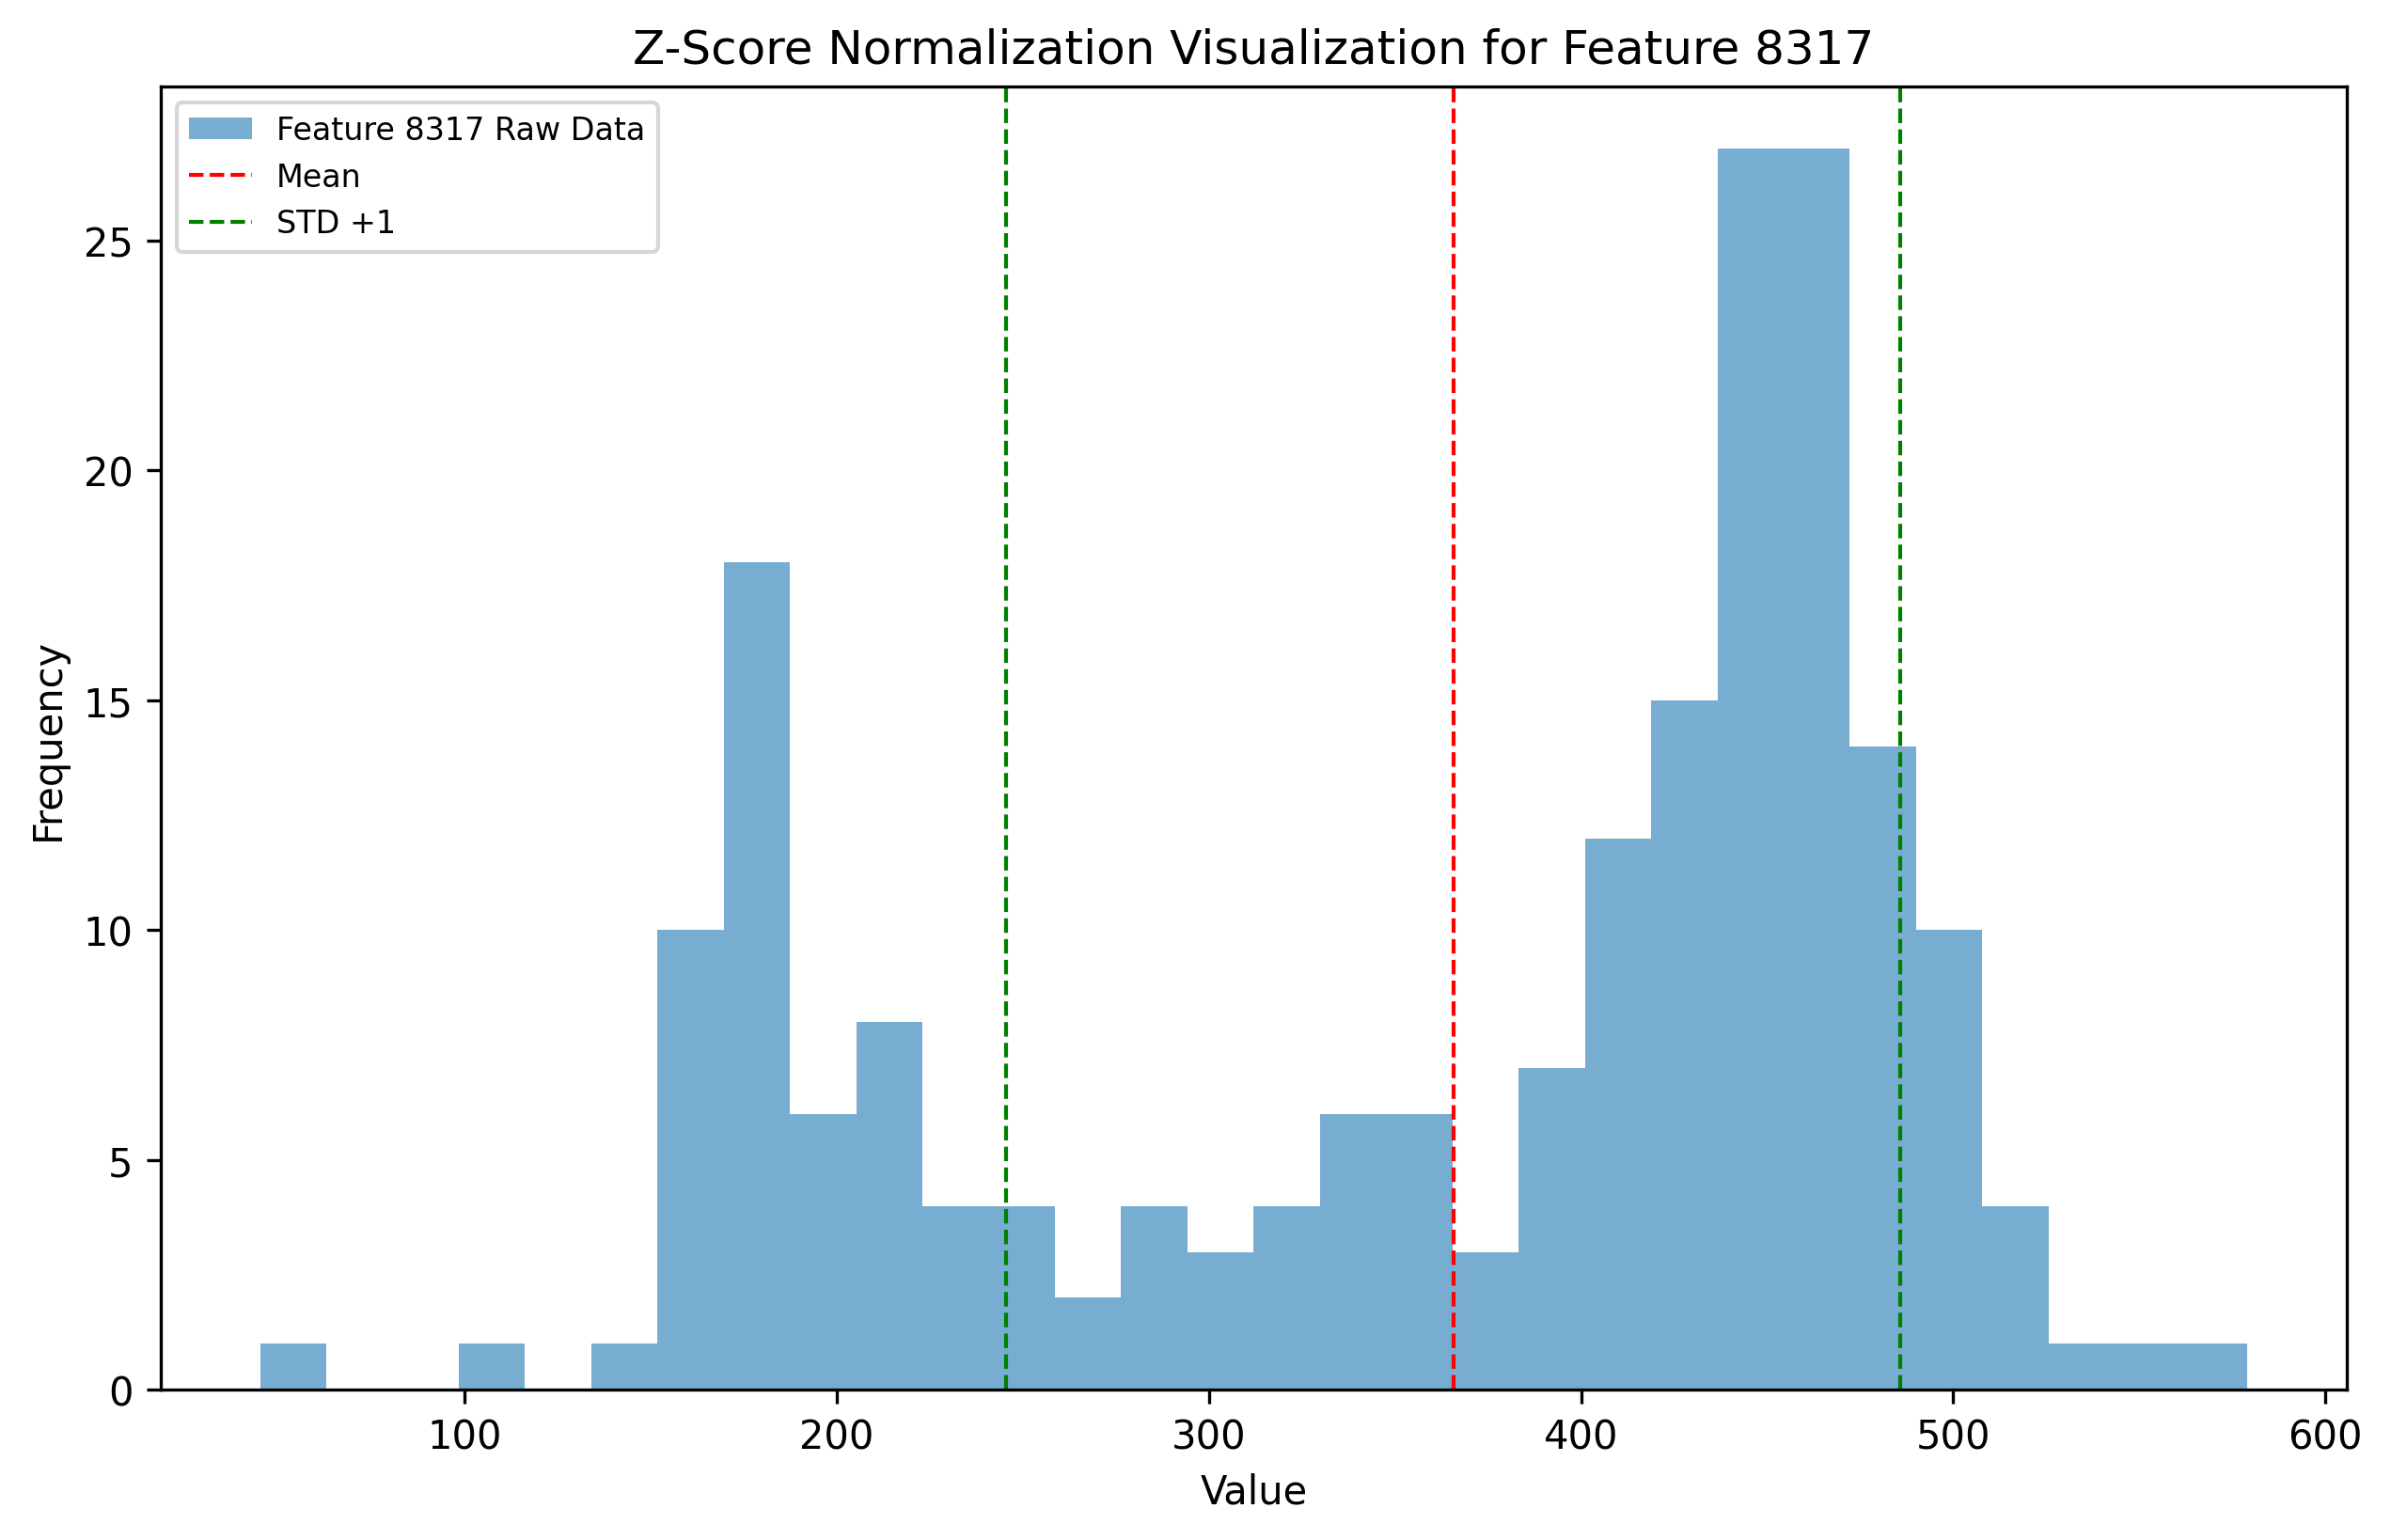 Z-Score Normalization Visualization for Feature 8317
Feature 8317 Raw Data
Mean
STD +1
25
20
15
10
5
0
Frequency
100
200
300
400
500
600
Value